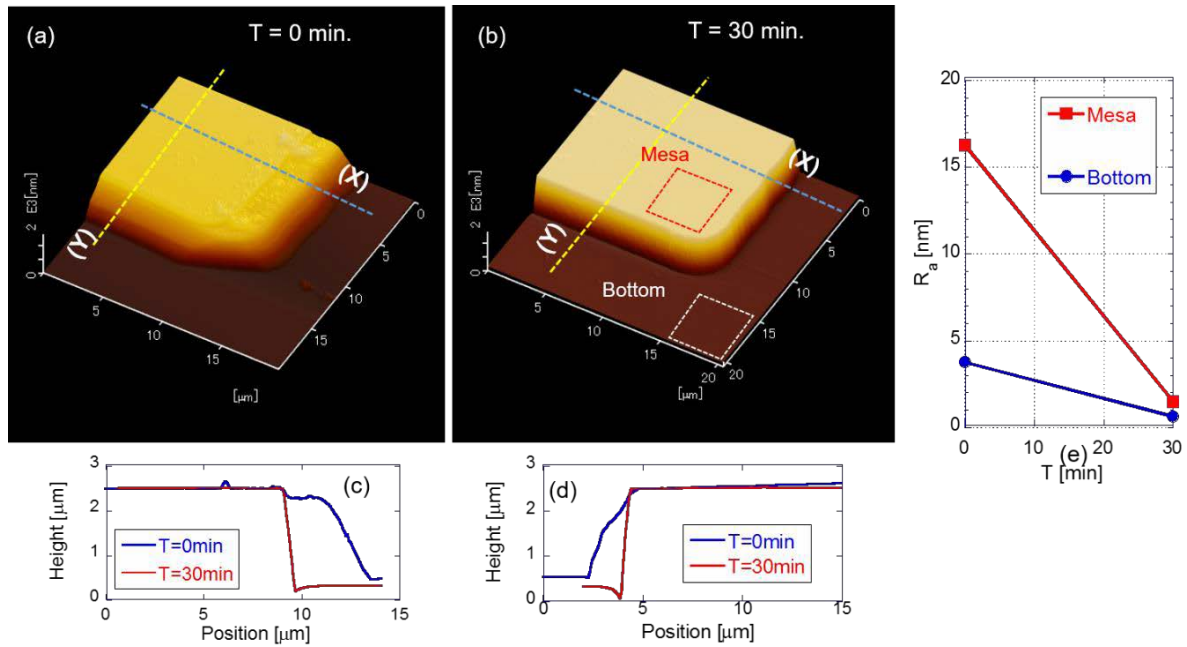 (a)
T = 0 min.
(X)
(Y)
2 E3[nm]
0
5
10
15
[μm]
0
10
15
(b)
T = 30 min.
Mesa
(X)
(Y)
Bottom
2 E3[nm]
0
5
10
15
20
[μm]
0
10
15
20
Mesa
Bottom
R_a [nm]
20
15
10
5
0
0
10
20
30
(e)
T [min]
(c)
Height [μm]
3
2
1
0
T=0min
T=30min
0
5
10
15
Position [μm]
(d)
Height [μm]
3
2
1
0
T=0min
T=30min
0
5
10
15
Position [μm]